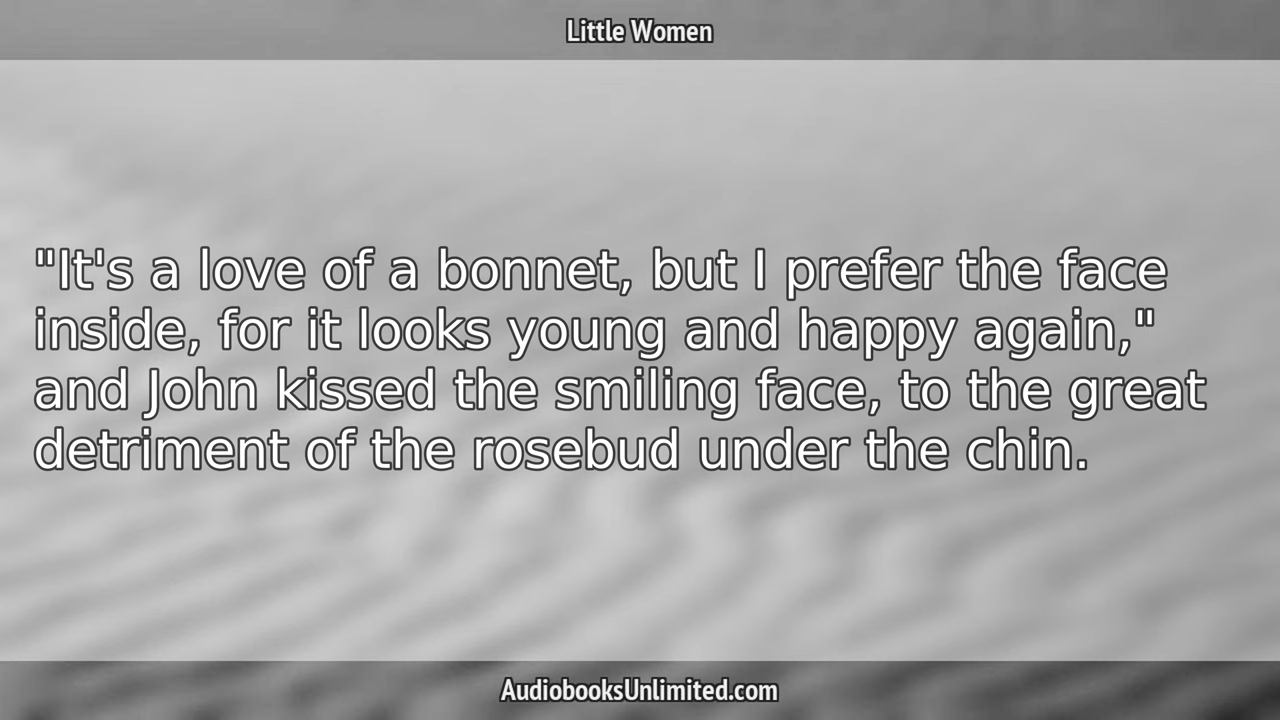 Little Women
"It's a love of a bonnet, but I prefer the face
inside, for it looks young and happy again,"
and John kissed the smiling face, to the great
detriment of the rosebud under the chin.
AudiobooksUnlimited.com